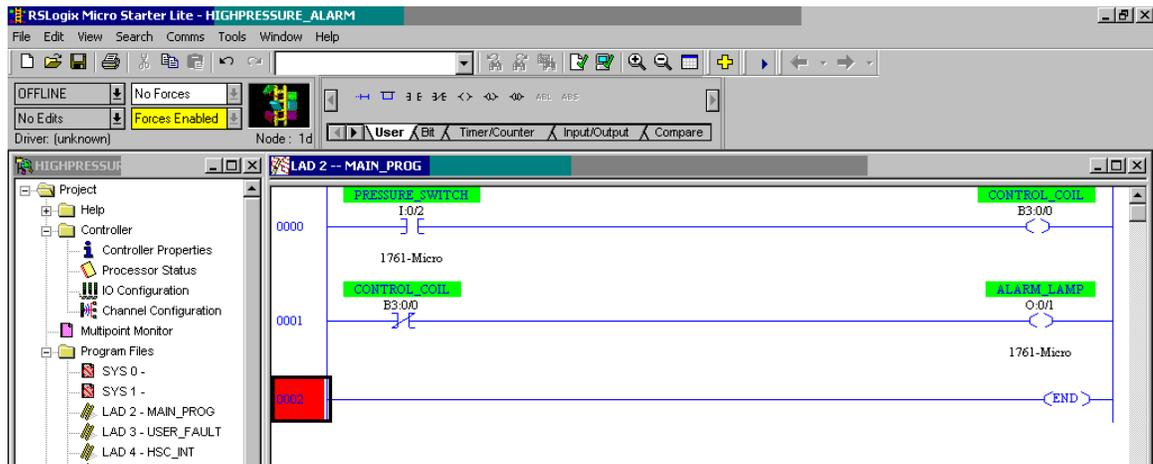 RSLogix Micro Starter Lite - HIGHPRESSURE_ALARM
File Edit View Search Comms Tools Window Help
OFFLINE No Forces
No Edits Forces Enabled
Driver: (unknown) Node: 1d
ABL ABS
User Bit Timer/Counter Input/Output Compare
HIGHPRESSUR
LAD 2 -- MAIN_PROG
Project
Help
Controller
Controller Properties
Processor Status
IO Configuration
Channel Configuration
Multipoint Monitor
Program Files
SYS 0 -
SYS 1 -
LAD 2 - MAIN_PROG
LAD 3 - USER_FAULT
LAD 4 - HSC_INT
PRESSURE_SWITCH CONTROL_COIL
I:0/2 B3:0/0
0000
1761-Micro
CONTROL_COIL ALARM_LAMP
B3:0/0 O:0/1
0001
1761-Micro
0002 END